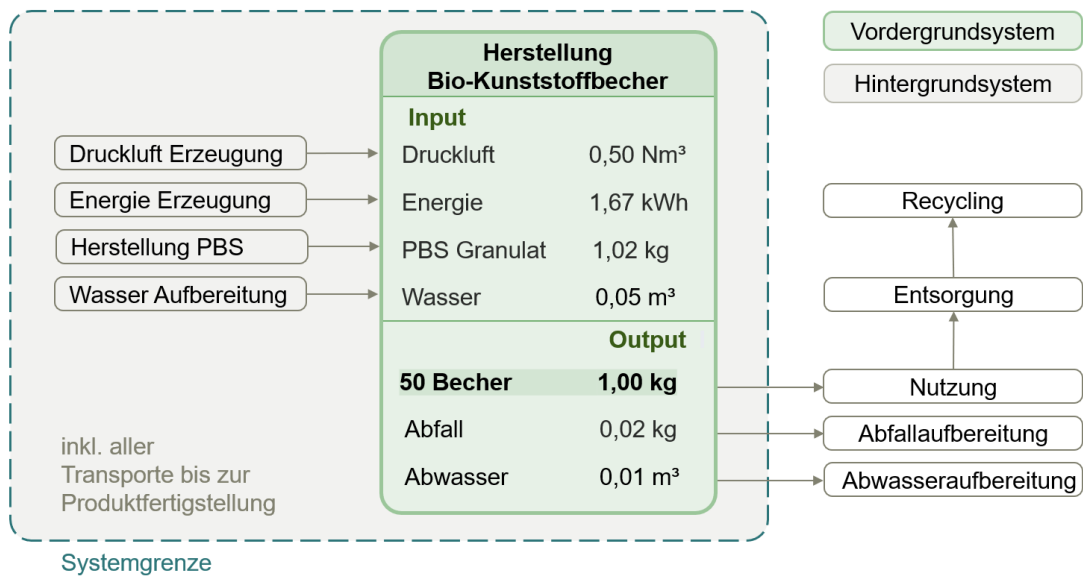 Herstellung
Bio-Kunststoffbecher
Vordergrundsystem
Hintergrundsystem
Input
Druckluft Erzeugung
Druckluft 0,50 Nm³
Energie Erzeugung
Energie 1,67 kWh
Recycling
Herstellung PBS
PBS Granulat 1,02 kg
Wasser Aufbereitung
Wasser 0,05 m³
Entsorgung
Output
50 Becher 1,00 kg
Nutzung
Abfall 0,02 kg
Abfallaufbereitung
Abwasser 0,01 m³
Abwasseraufbereitung
inkl. aller
Transporte bis zur
Produktfertigstellung
Systemgrenze